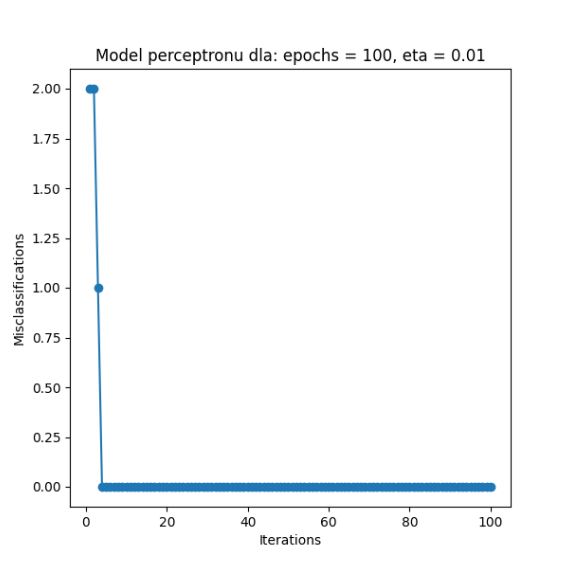 Model perceptronu dla: epochs = 100, eta = 0.01
2.00
1.75
1.50
1.25
1.00
0.75
0.50
0.25
0.00
Misclassifications
0 20 40 60 80 100
Iterations